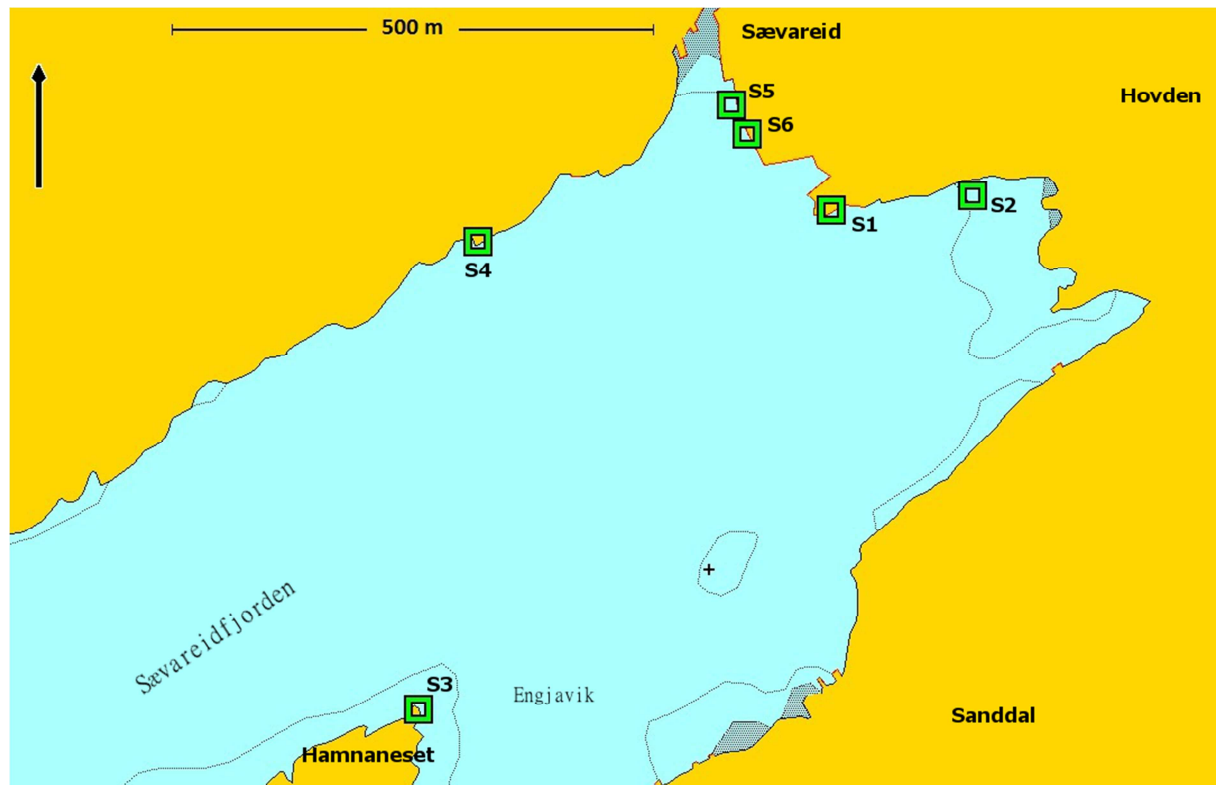 500 m
Sævareid
Hovden
S5
S6
S2
S1
S4
Sævareidfjorden
S3
Engjavik
Sanddal
Hamnaneset